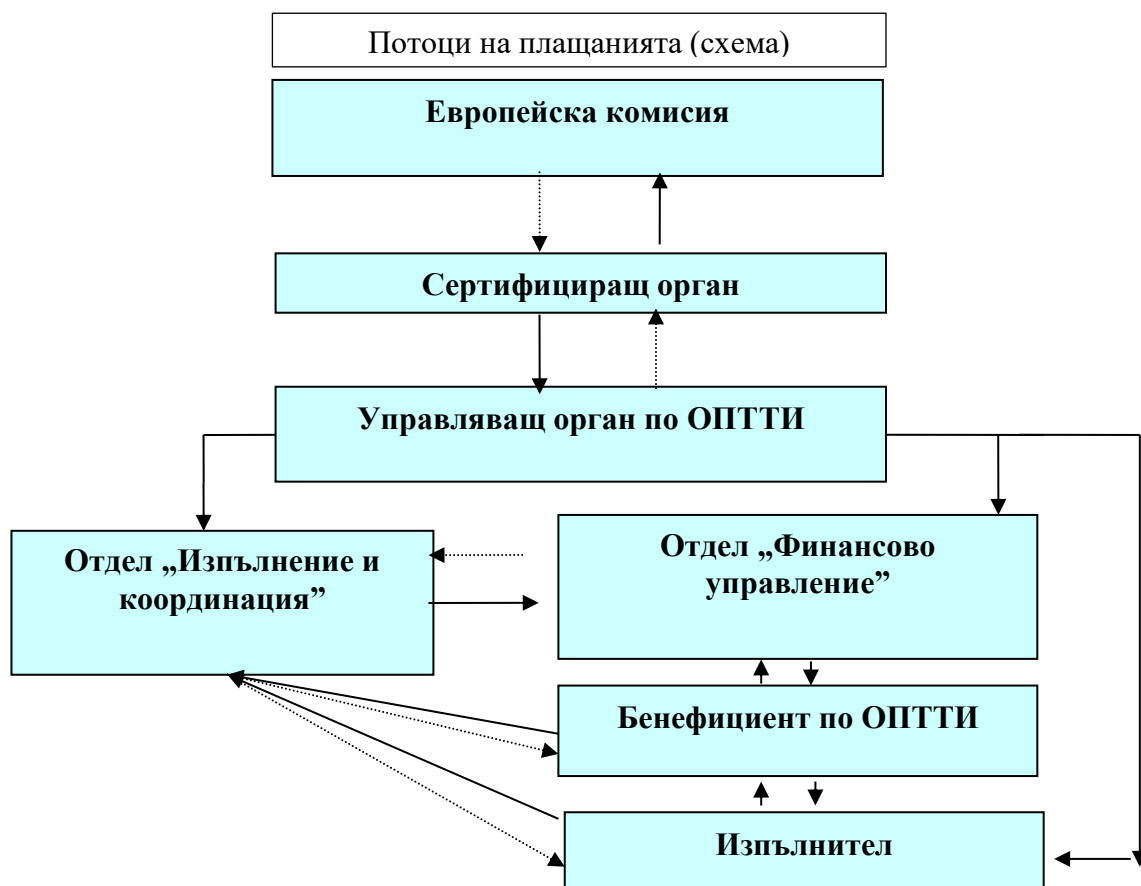 Потоци на плащанията (схема)
Европейска комисия
Сертифициращ орган
Управляващ орган по ОПТТИ
Отдел „Изпълнение и
координация”
Отдел „Финансово
управление”
Бенефициент по ОПТТИ
Изпълнител